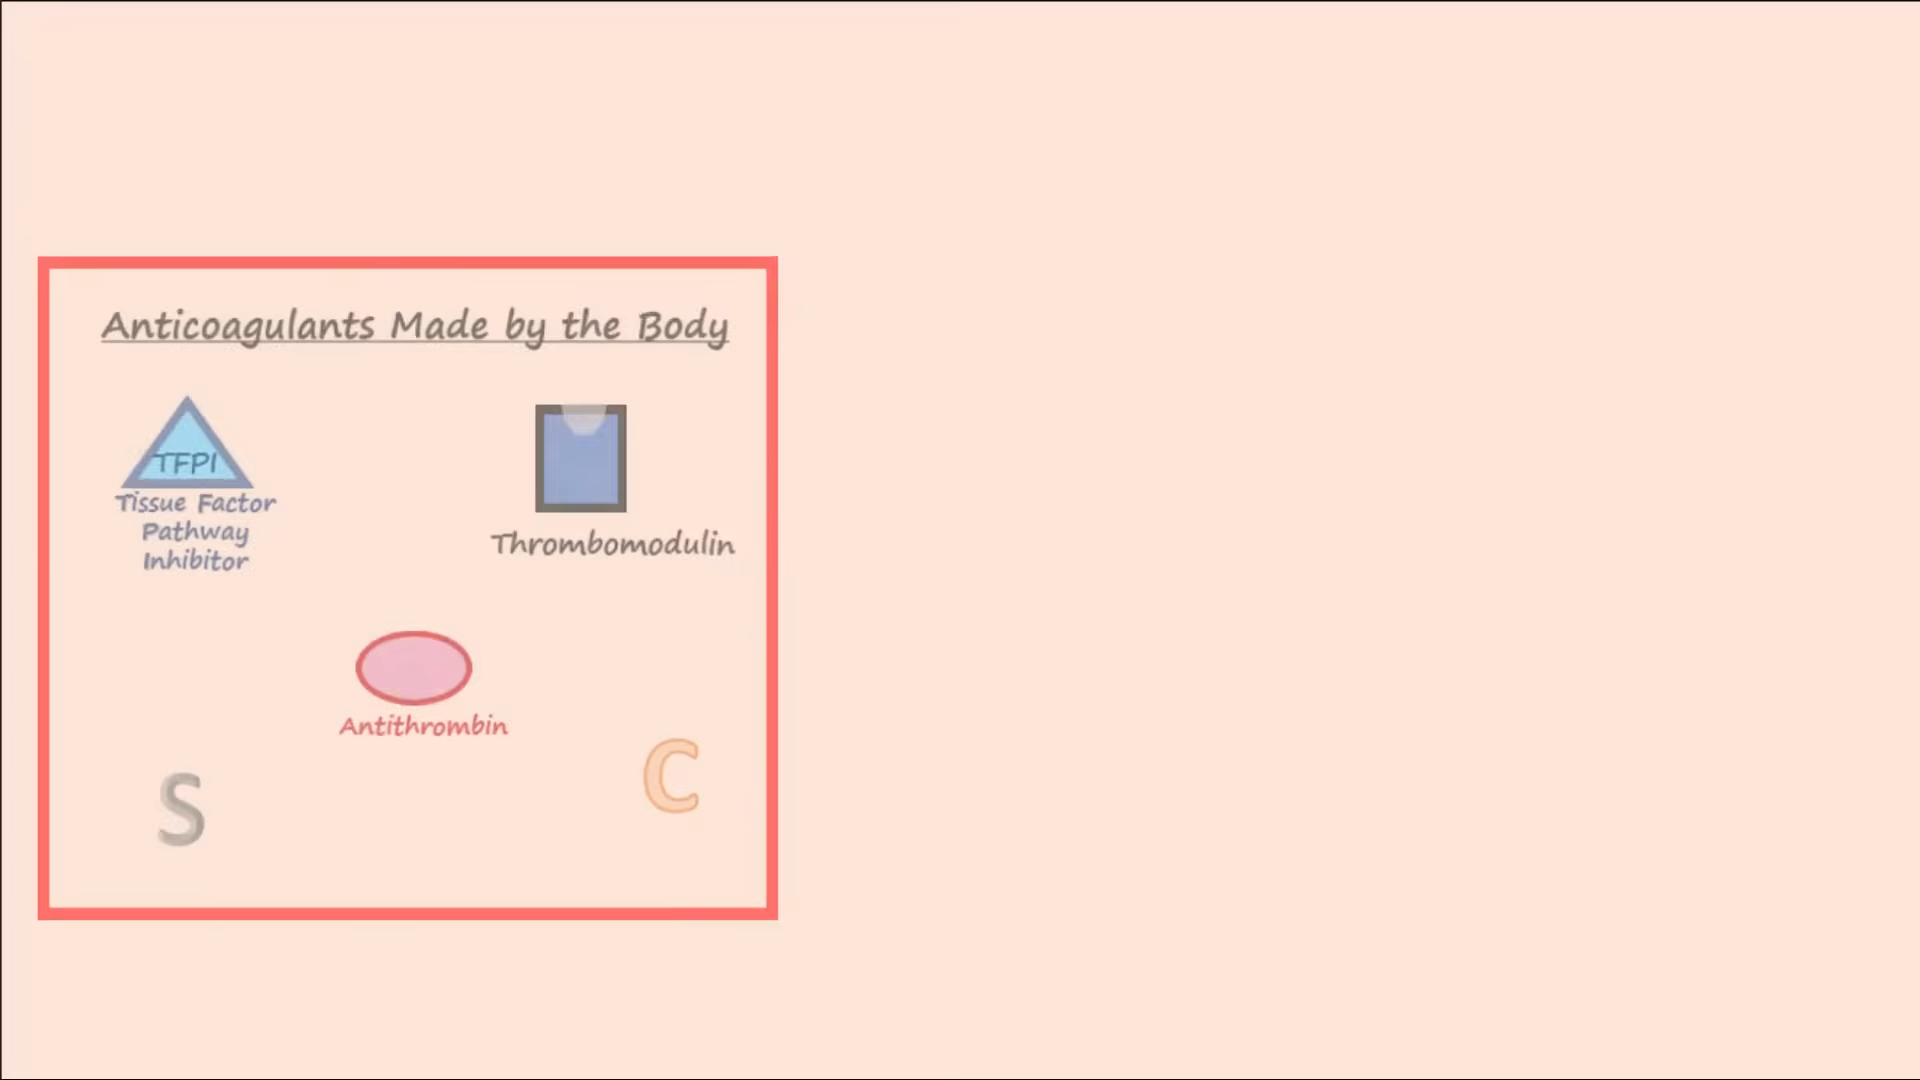 Anticoagulants Made by the Body
TFPI
Tissue Factor
Pathway
Inhibitor
Thrombomodulin
Antithrombin
S
C